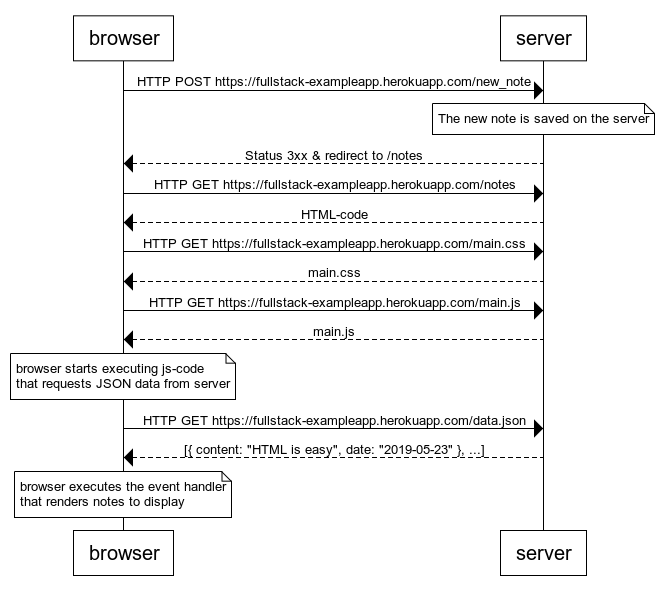 browser
server
HTTP POST https://fullstack-exampleapp.herokuapp.com/new_note
The new note is saved on the server
Status 3xx & redirect to /notes
HTTP GET https://fullstack-exampleapp.herokuapp.com/notes
HTML-code
HTTP GET https://fullstack-exampleapp.herokuapp.com/main.css
main.css
HTTP GET https://fullstack-exampleapp.herokuapp.com/main.js
main.js
browser starts executing js-code
that requests JSON data from server
HTTP GET https://fullstack-exampleapp.herokuapp.com/data.json
[{ content: "HTML is easy", date: "2019-05-23" }, ...]
browser executes the event handler
that renders notes to display
browser
server